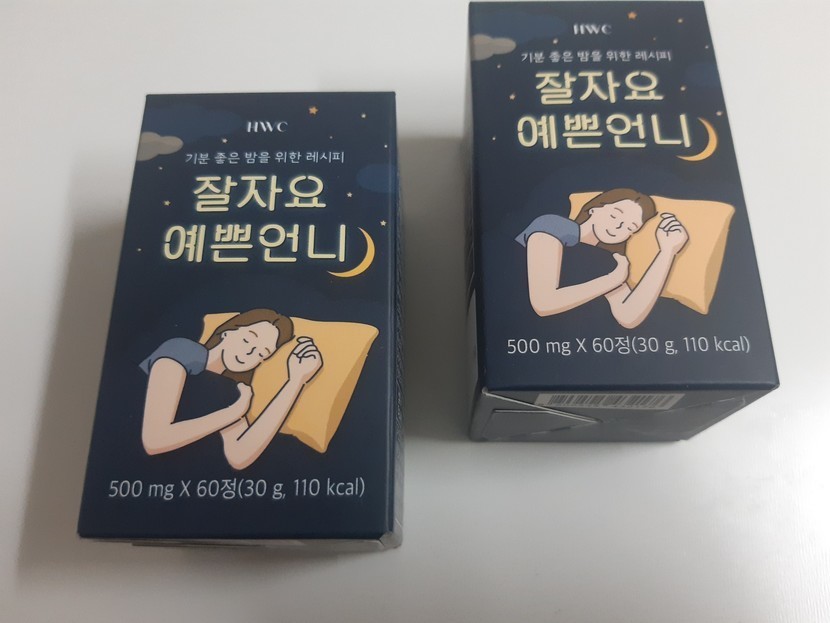 HWC
기분 좋은 밤을 위한 레시피
잘자요
예쁜언니
500 mg X 60정(30 g, 110 kcal)
HWC
기분 좋은 밤을 위한 레시피
잘자요
예쁜언니
500 mg X 60정(30 g, 110 kcal)